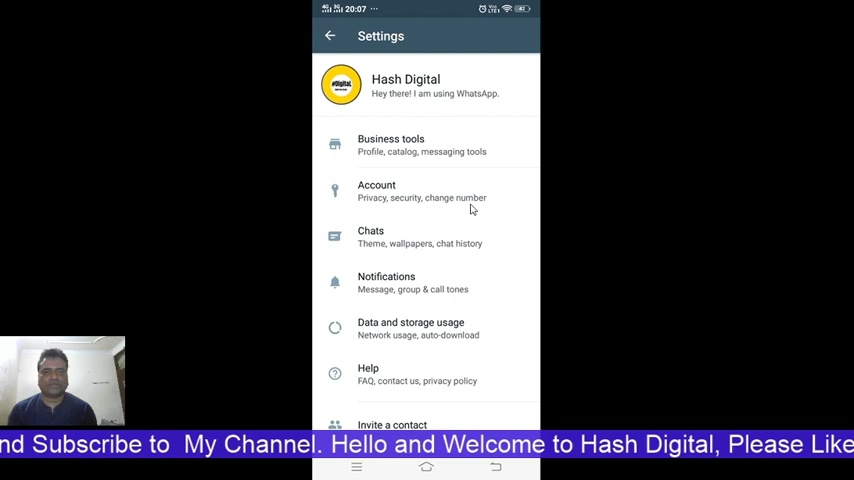 20:07 ...
Settings
#Digital
Hash Digital
Hey there! I am using WhatsApp.
Business tools
Profile, catalog, messaging tools
Account
Privacy, security, change number
Chats
Theme, wallpapers, chat history
Notifications
Message, group & call tones
Data and storage usage
Network usage, auto-download
Help
FAQ, contact us, privacy policy
Invite a contact
nd Subscribe to My Channel. Hello and Welcome to Hash Digital, Please Like